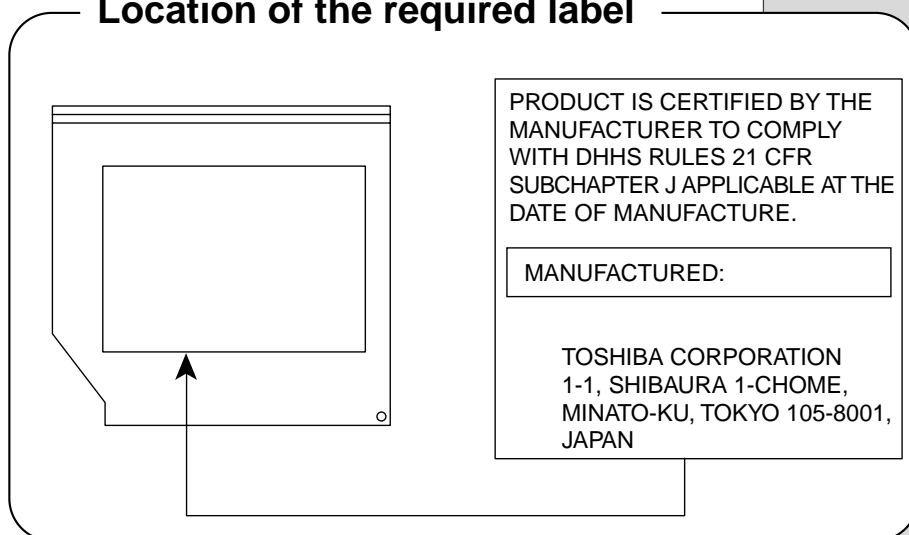 Location of the required label
PRODUCT IS CERTIFIED BY THE
MANUFACTURER TO COMPLY
WITH DHHS RULES 21 CFR
SUBCHAPTER J APPLICABLE AT THE
DATE OF MANUFACTURE.
MANUFACTURED:
TOSHIBA CORPORATION
1-1, SHIBAURA 1-CHOME,
MINATO-KU, TOKYO 105-8001,
JAPAN